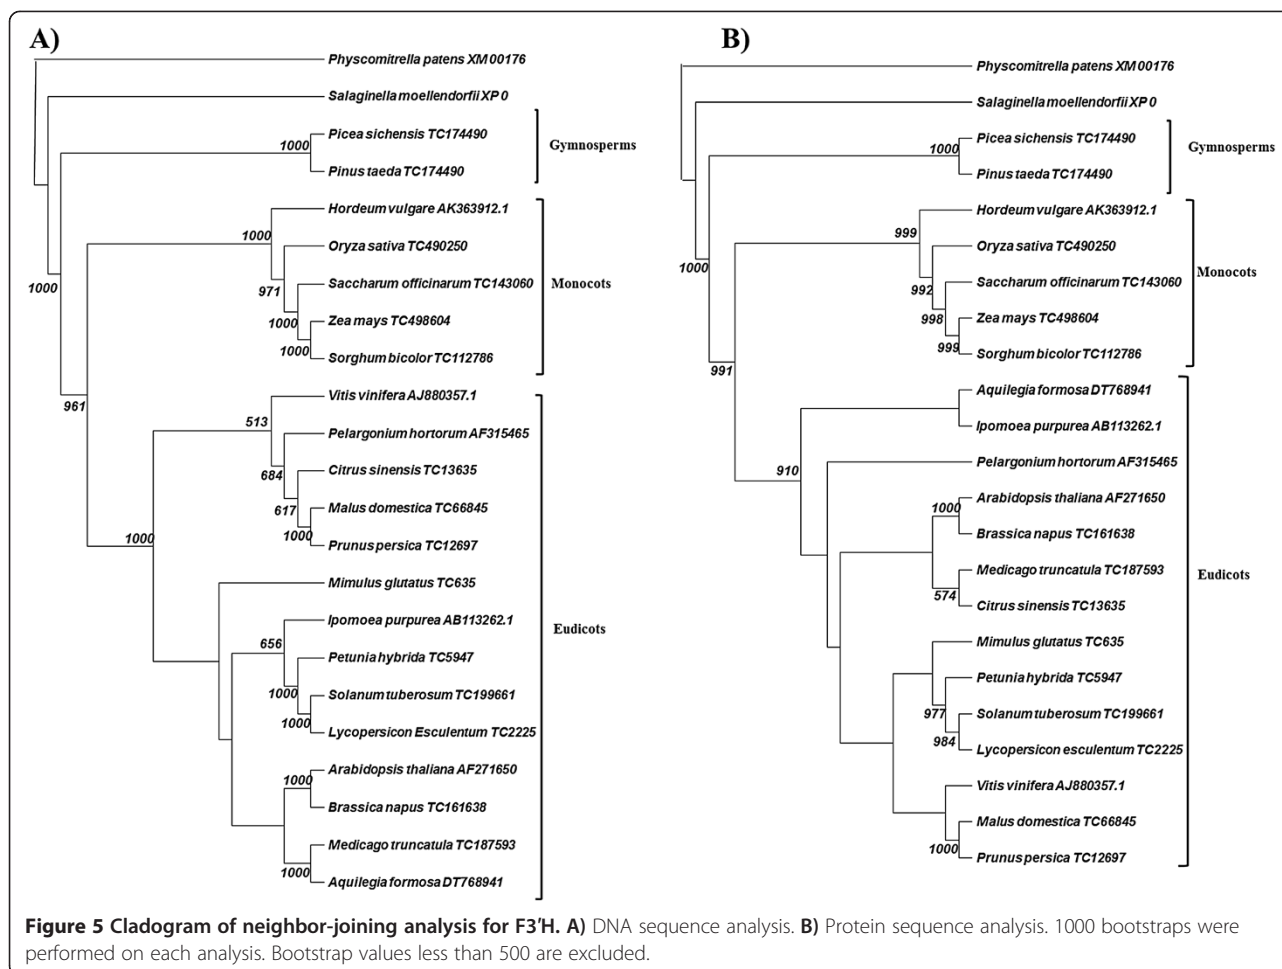 A)
Physcomitrella patens XM00176
Salaginella moellendorfii XP0
Picea sichensis TC174490
1000
Pinus taeda TC174490
Gymnosperms
Hordeum vulgare AK363912.1
1000
Oryza sativa TC490250
1000
971
Saccharum officinarum TC143060
Monocots
1000
Zea mays TC498604
1000
Sorghum bicolor TC112786
961
Vitis vinifera AJ880357.1
513
Pelargonium hortorum AF315465
684
Citrus sinensis TC13635
617
Malus domestica TC66845
1000
1000
Prunus persica TC12697
Mimulus glutatus TC635
Ipomoea purpurea AB113262.1
Eudicots
656
Petunia hybrida TC5947
1000
Solanum tuberosum TC199661
1000
Lycopersicon Esculentum TC2225
Arabidopsis thaliana AF271650
1000
Brassica napus TC161638
Medicago truncatula TC187593
1000
Aquilegia formosa DT768941
B)
Physcomitrella patens XM00176
Salaginella moellendorfii XP0
Picea sichensis TC174490
1000
Pinus taeda TC174490
Gymnosperms
Hordeum vulgare AK363912.1
999
Oryza sativa TC490250
1000
992
Saccharum officinarum TC143060
Monocots
998
Zea mays TC498604
999
Sorghum bicolor TC112786
991
Aquilegia formosa DT768941
Ipomoea purpurea AB113262.1
910
Pelargonium hortorum AF315465
Arabidopsis thaliana AF271650
1000
Brassica napus TC161638
Medicago truncatula TC187593
574
Citrus sinensis TC13635
Eudicots
Mimulus glutatus TC635
Petunia hybrida TC5947
977
Solanum tuberosum TC199661
984
Lycopersicon esculentum TC2225
Vitis vinifera AJ880357.1
Malus domestica TC66845
1000
Prunus persica TC12697
Figure 5 Cladogram of neighbor-joining analysis for F3'H. A) DNA sequence analysis. B) Protein sequence analysis. 1000 bootstraps were
performed on each analysis. Bootstrap values less than 500 are excluded.